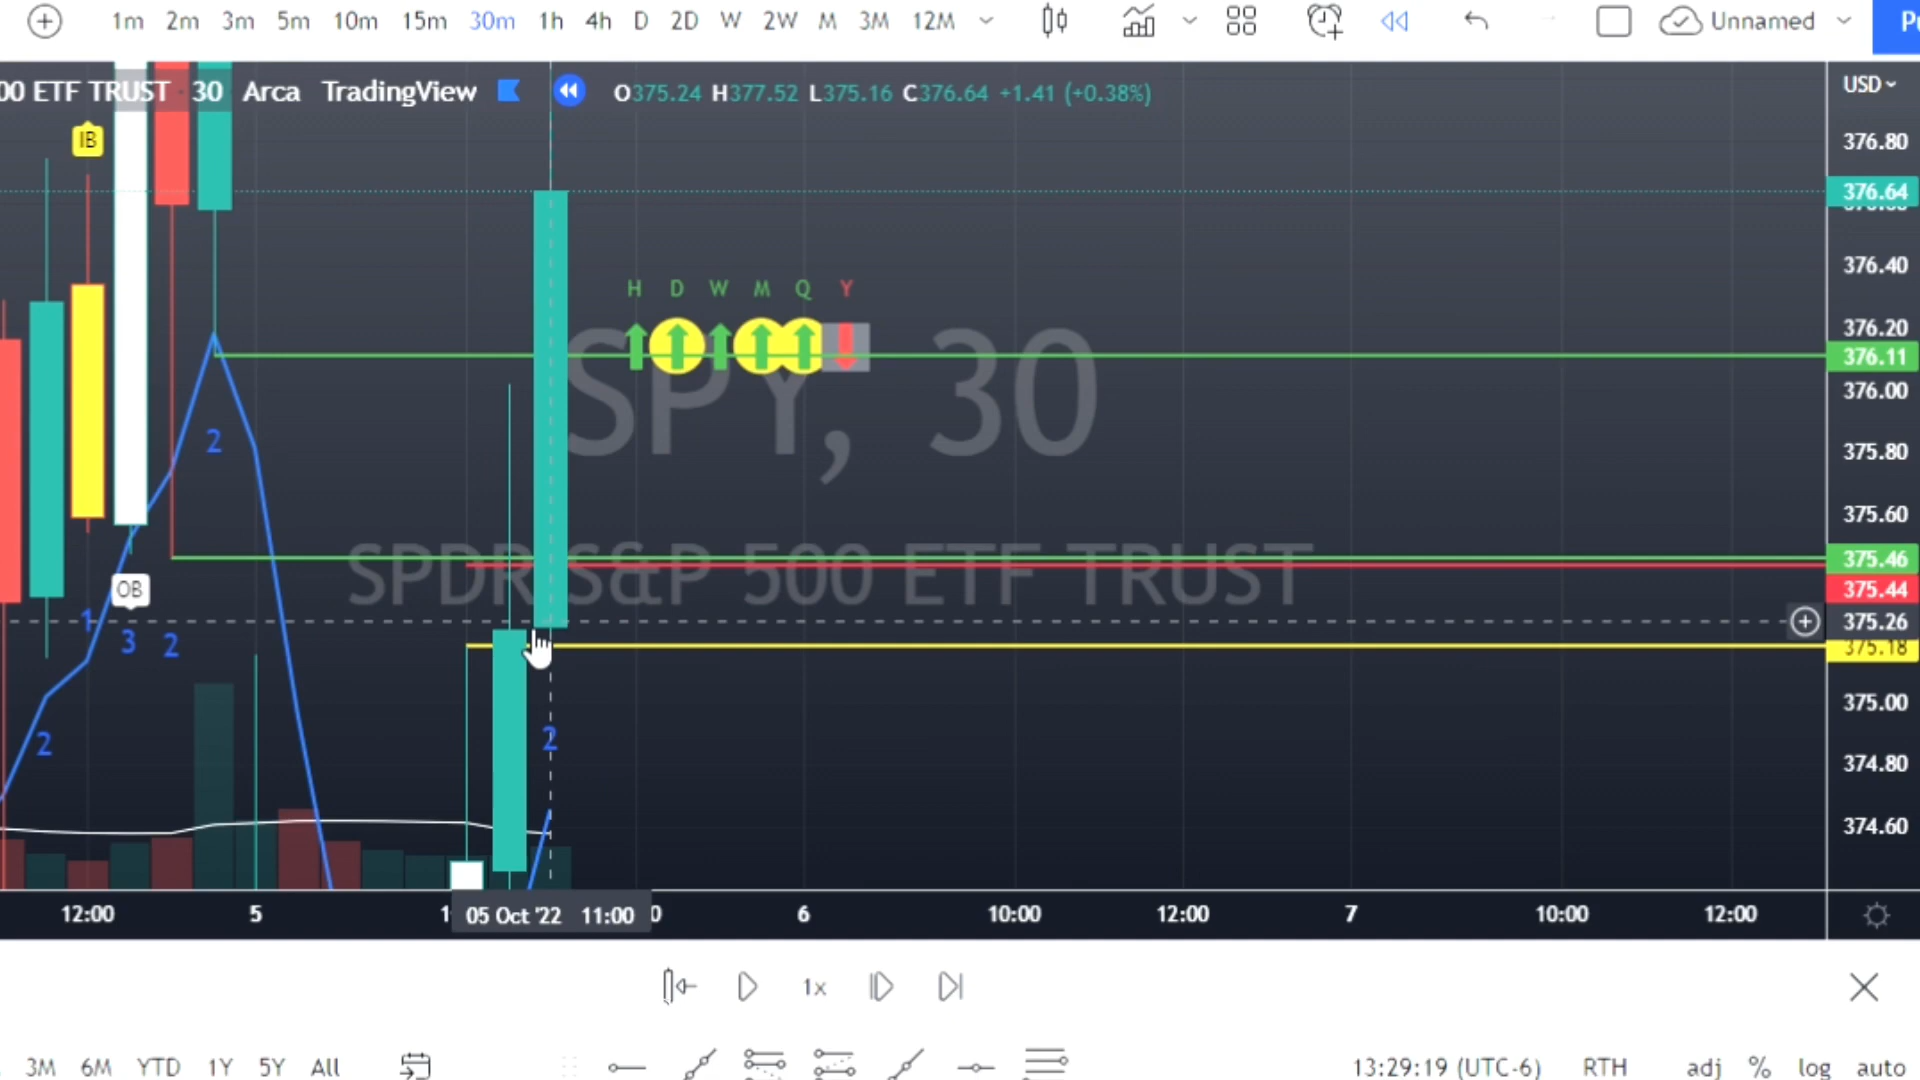 1m 2m 3m 5m 10m 15m 30m 1h 4h D 2D W 2W M 3M 12M Unnamed
00 ETF TRUST · 30 Arca TradingView O375.24 H377.52 L375.16 C376.64 +1.41 (+0.38%)
USD
376.80
IB
376.64
376.40
H D W M Q Y
376.20
376.11
376.00
SPY, 30
2
375.80
375.60
SPDR S&P 500 ETF TRUST
375.46
OB
375.44
1
375.26
3 2
375.18
375.00
2
2
374.80
374.60
12:00 5 05 Oct '22 11:00 6 10:00 12:00 7 10:00 12:00
1x
3M 6M YTD 1Y 5Y All 13:29:19 (UTC-6) RTH adj % log auto